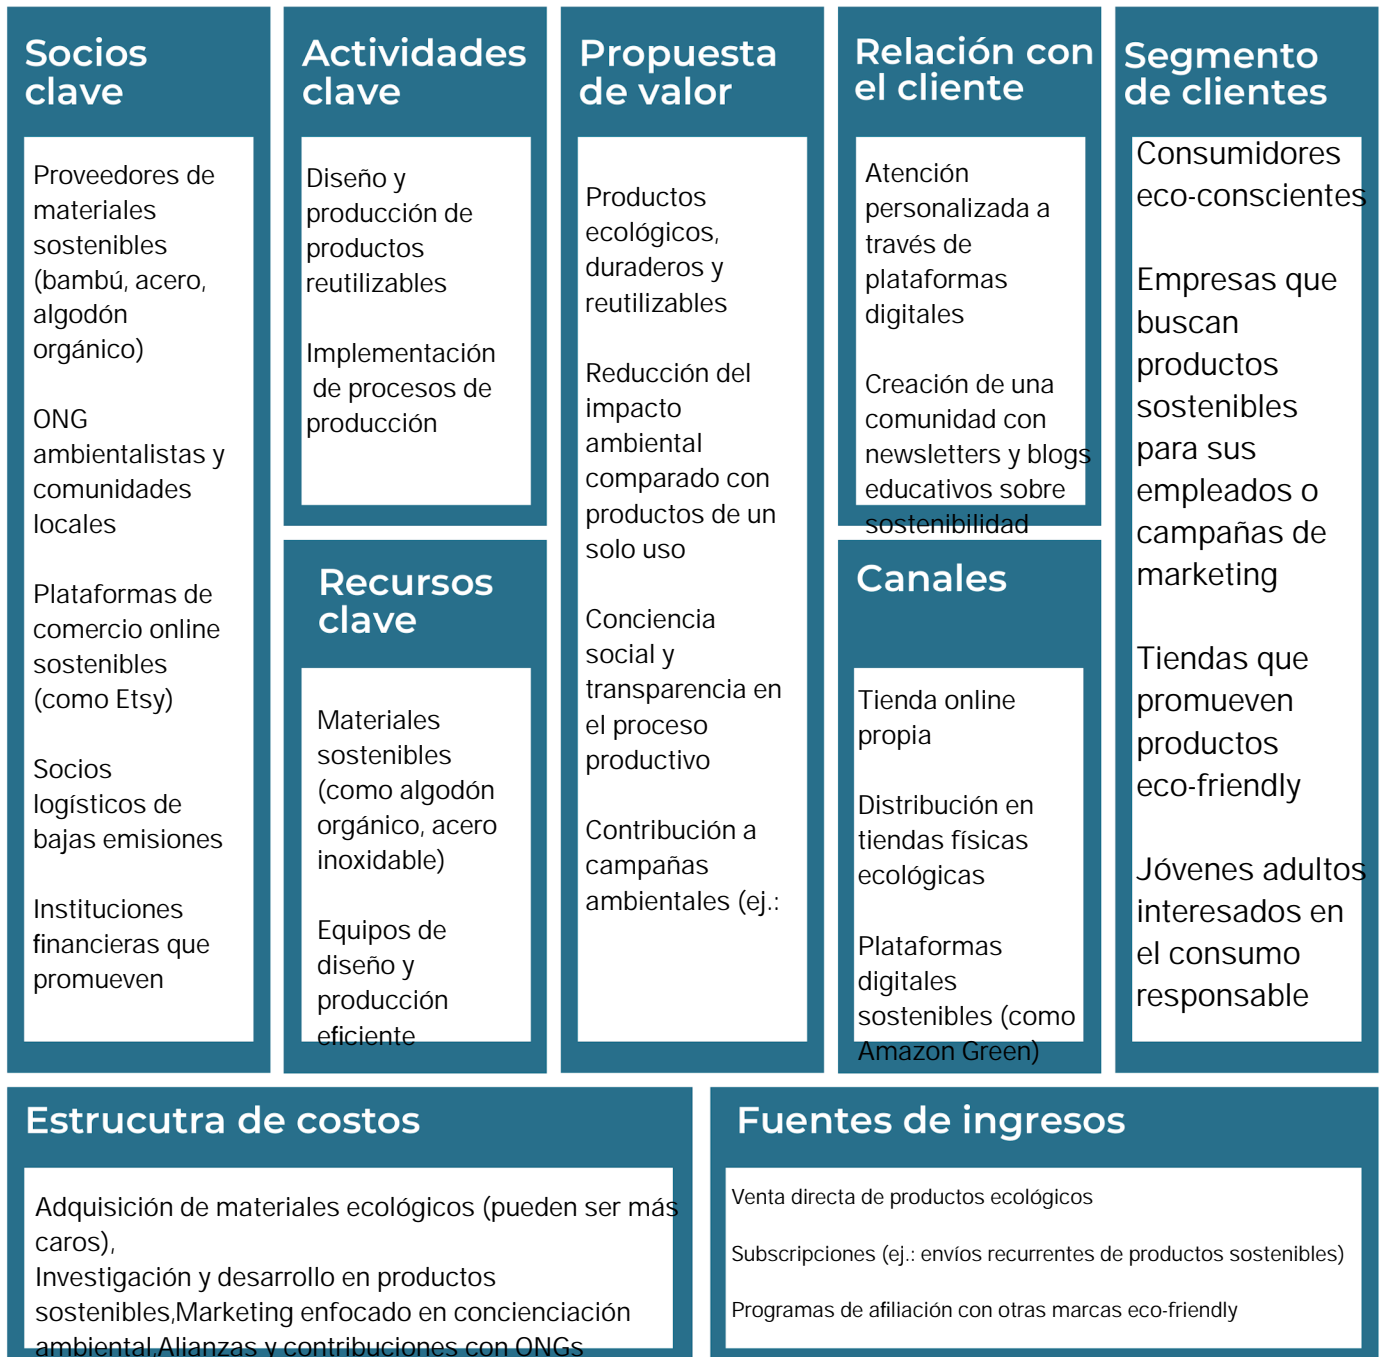 Socios
clave
Proveedores de
materiales
sostenibles
(bambú, acero,
algodón
orgánico)
ONG
ambientalistas y
comunidades
locales
Plataformas de
comercio online
sostenibles
(como Etsy)
Socios
logísticos de
bajas emisiones
Instituciones
financieras que
promueven
Actividades
clave
Diseño y
producción de
productos
reutilizables
Implementación
de procesos de
producción
Recursos
clave
Materiales
sostenibles
(como algodón
orgánico, acero
inoxidable)
Equipos de
diseño y
producción
eficiente
Propuesta
de valor
Productos
ecológicos,
duraderos y
reutilizables
Reducción del
impacto
ambiental
comparado con
productos de un
solo uso
Conciencia
social y
transparencia en
el proceso
productivo
Contribución a
campañas
ambientales (ej.:
Relación con
el cliente
Atención
personalizada a
través de
plataformas
digitales
Creación de una
comunidad con
newsletters y blogs
educativos sobre
sostenibilidad
Canales
Tienda online
propia
Distribución en
tiendas físicas
ecológicas
Plataformas
digitales
sostenibles (como
Amazon Green)
Segmento
de clientes
Consumidores
eco-conscientes
Empresas que
buscan
productos
sostenibles
para sus
empleados o
campañas de
marketing
Tiendas que
promueven
productos
eco-friendly
Jóvenes adultos
interesados en
el consumo
responsable
Estrucutra de costos
Adquisición de materiales ecológicos (pueden ser más
caros),
Investigación y desarrollo en productos
sostenibles,Marketing enfocado en concienciación
ambiental,Alianzas y contribuciones con ONGs
Fuentes de ingresos
Venta directa de productos ecológicos
Subscripciones (ej.: envíos recurrentes de productos sostenibles)
Programas de afiliación con otras marcas eco-friendly